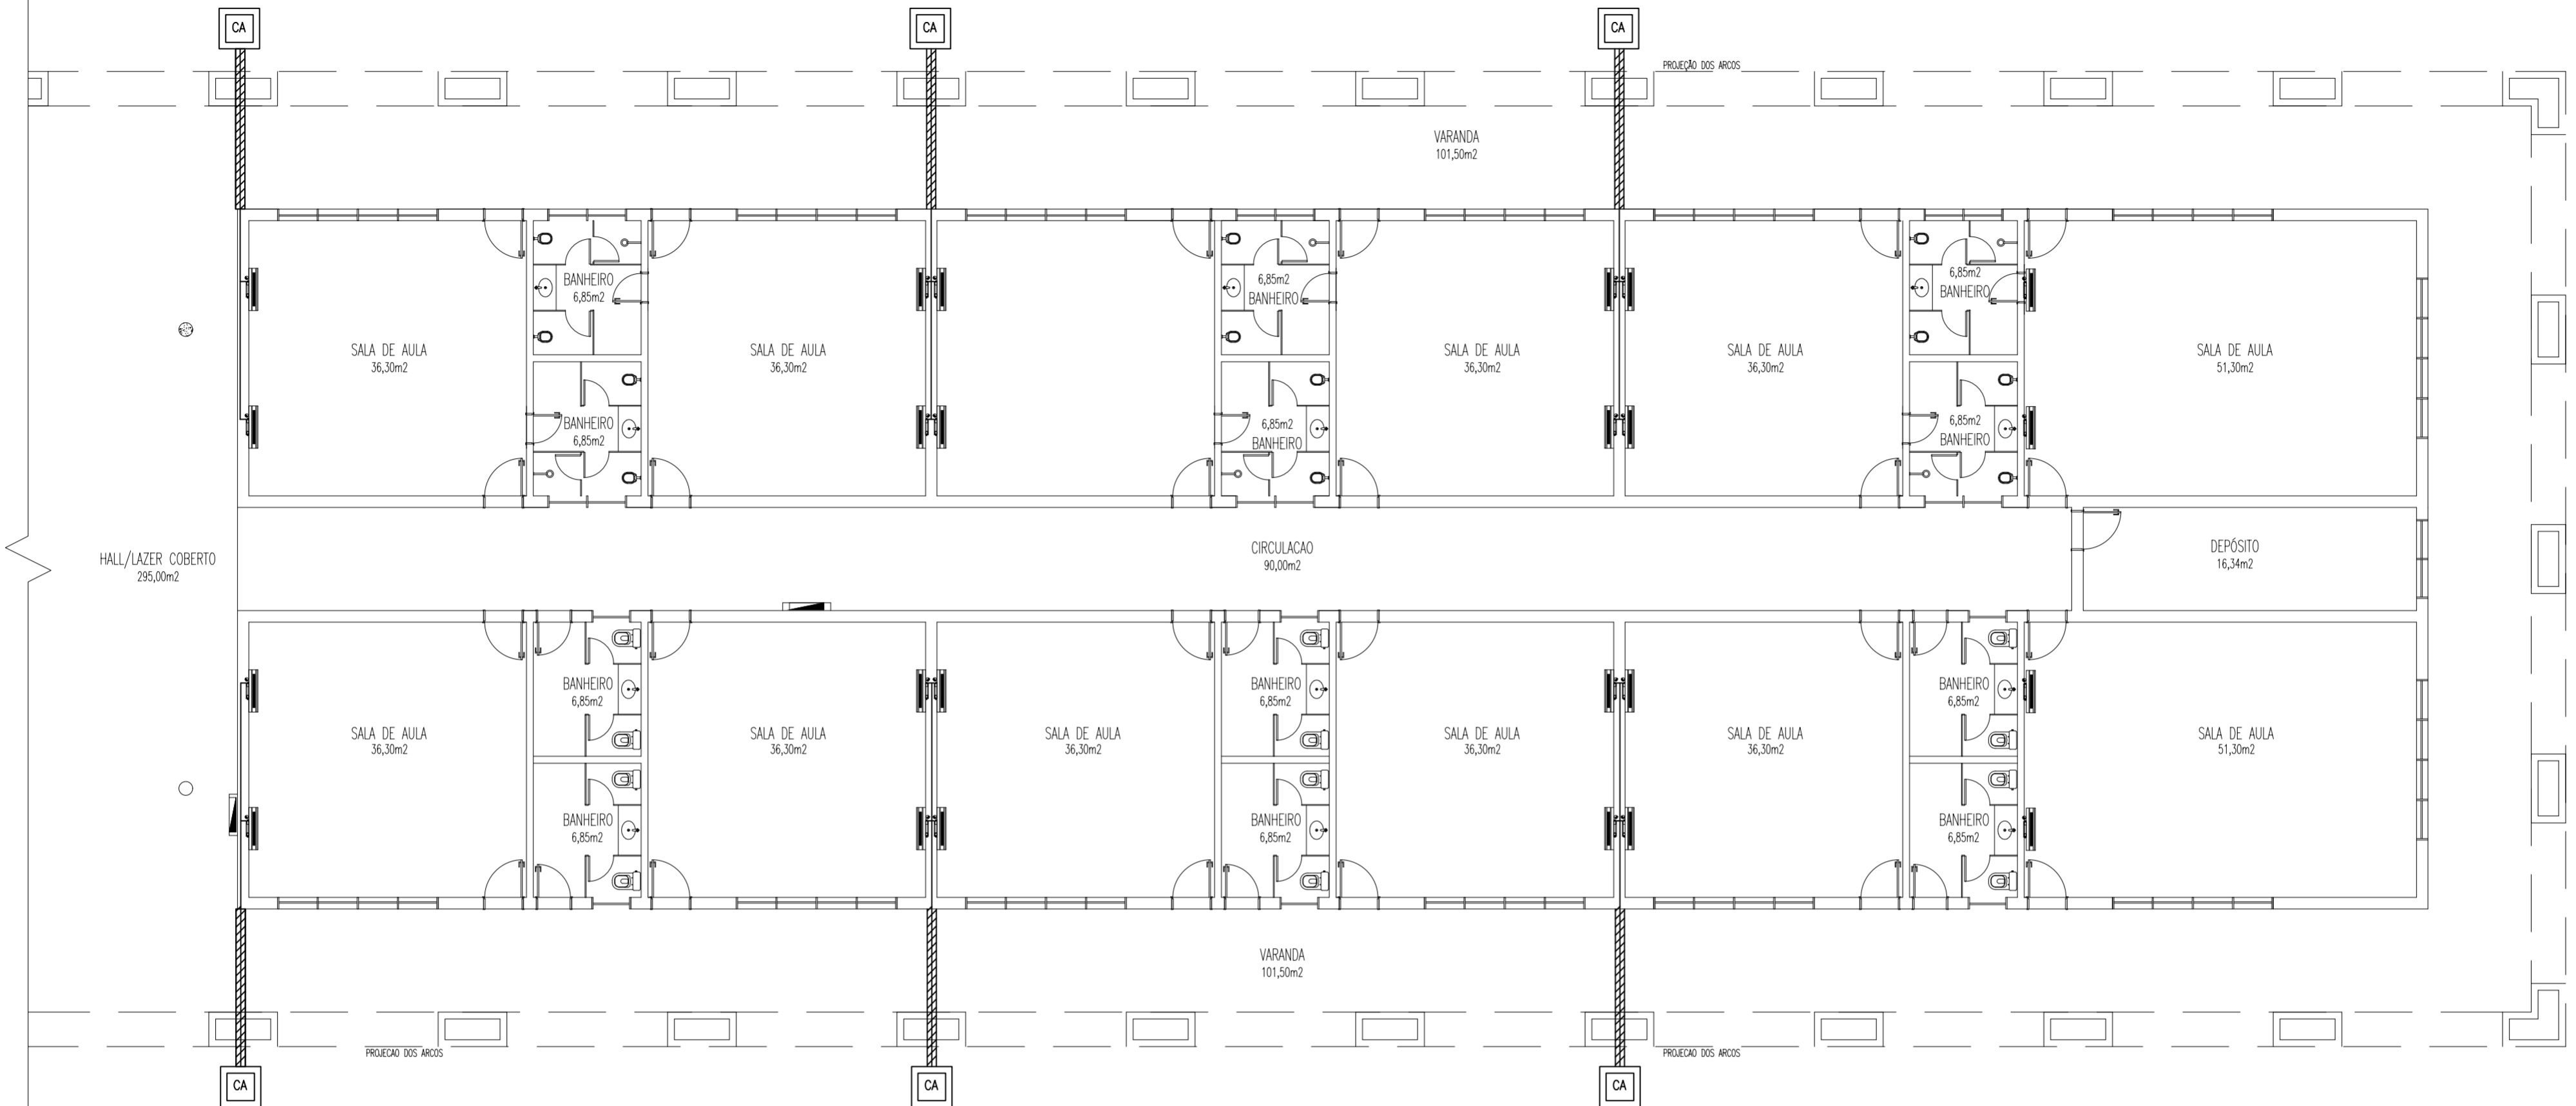 CA
CA
CA
PROJEÇÃO DOS ARCOS
VARANDA
101,50m2
BANHEIRO
6,85m2
6,85m2
BANHEIRO
6,85m2
BANHEIRO
SALA DE AULA
36,30m2
SALA DE AULA
36,30m2
SALA DE AULA
36,30m2
SALA DE AULA
36,30m2
SALA DE AULA
51,30m2
BANHEIRO
6,85m2
6,85m2
BANHEIRO
6,85m2
BANHEIRO
HALL/LAZER COBERTO
295,00m2
CIRCULACAO
90,00m2
DEPÓSITO
16,34m2
BANHEIRO
6,85m2
BANHEIRO
6,85m2
BANHEIRO
6,85m2
SALA DE AULA
36,30m2
SALA DE AULA
36,30m2
SALA DE AULA
36,30m2
SALA DE AULA
36,30m2
SALA DE AULA
36,30m2
SALA DE AULA
51,30m2
BANHEIRO
6,85m2
BANHEIRO
6,85m2
BANHEIRO
6,85m2
VARANDA
101,50m2
PROJECAO DOS ARCOS
PROJECAO DOS ARCOS
CA
CA
CA